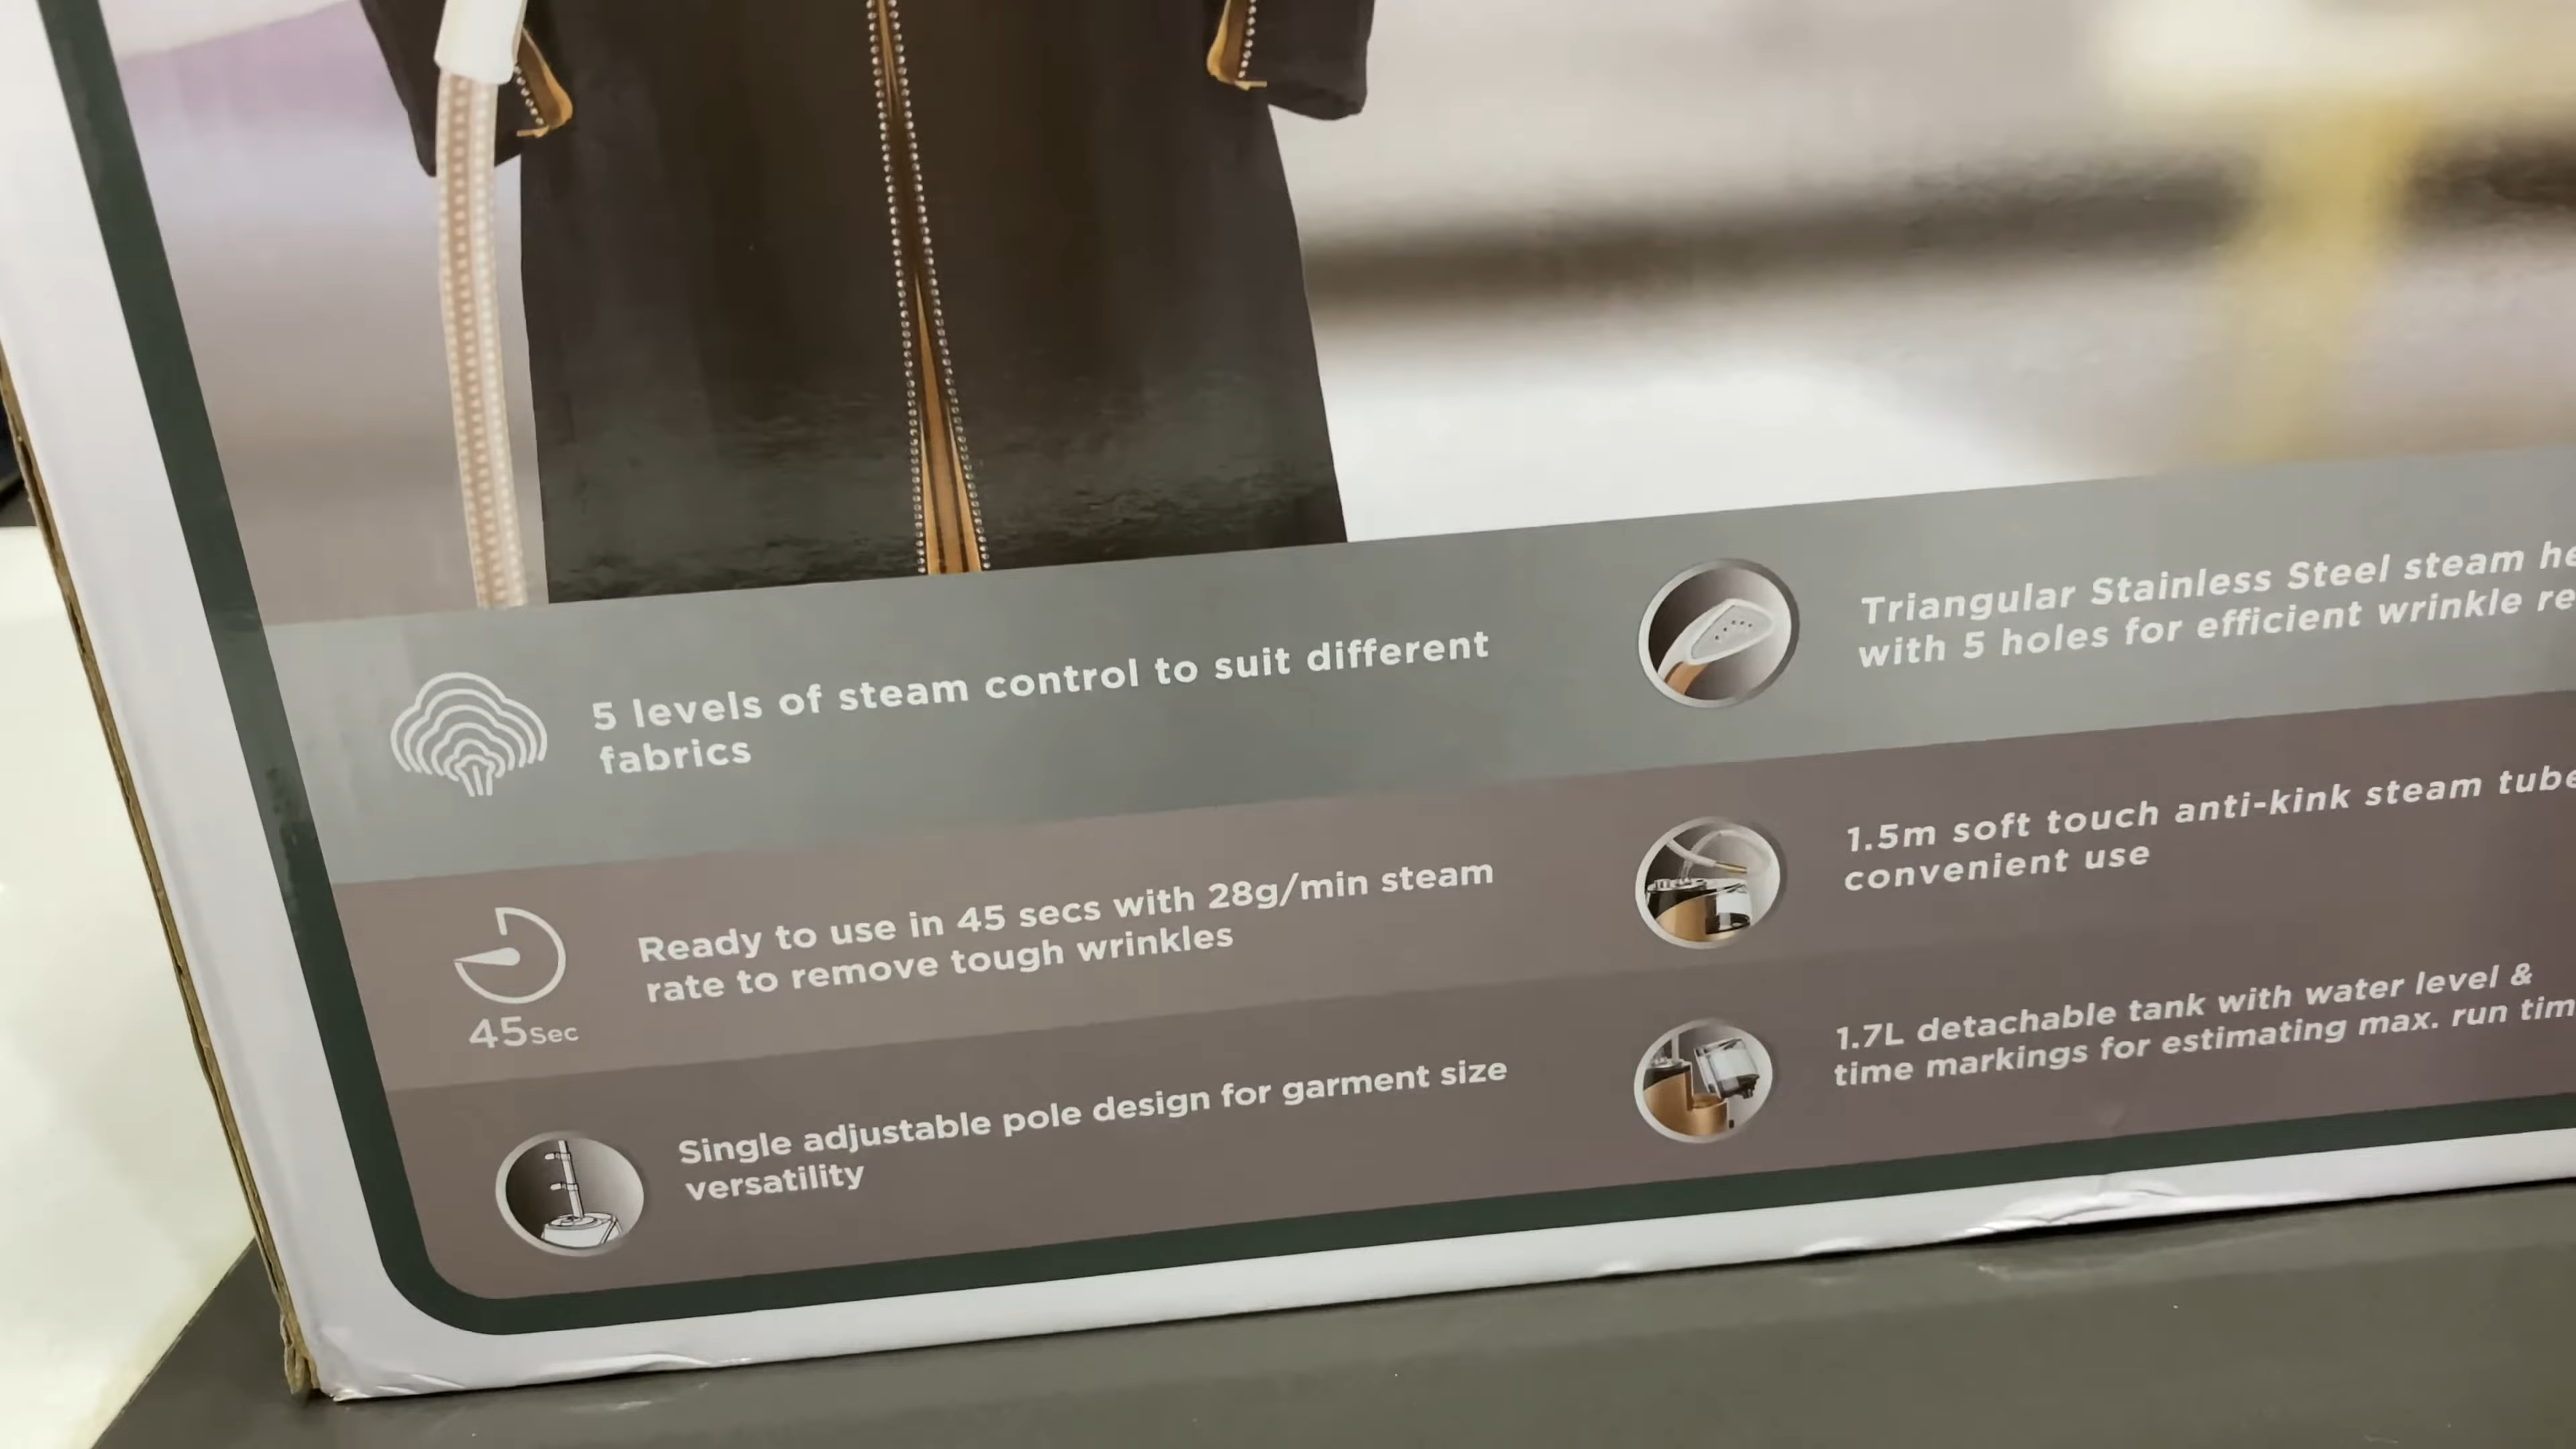 5 levels of steam control to suit different
fabrics
Ready to use in 45 secs with 28g/min steam
rate to remove tough wrinkles
45Sec
Single adjustable pole design for garment size
versatility
Triangular Stainless Steel steam
with 5 holes for efficient wrinkle
1.5m soft touch anti-kink steam tube
convenient use
1.7L detachable tank with water level &
time markings for estimating max. run